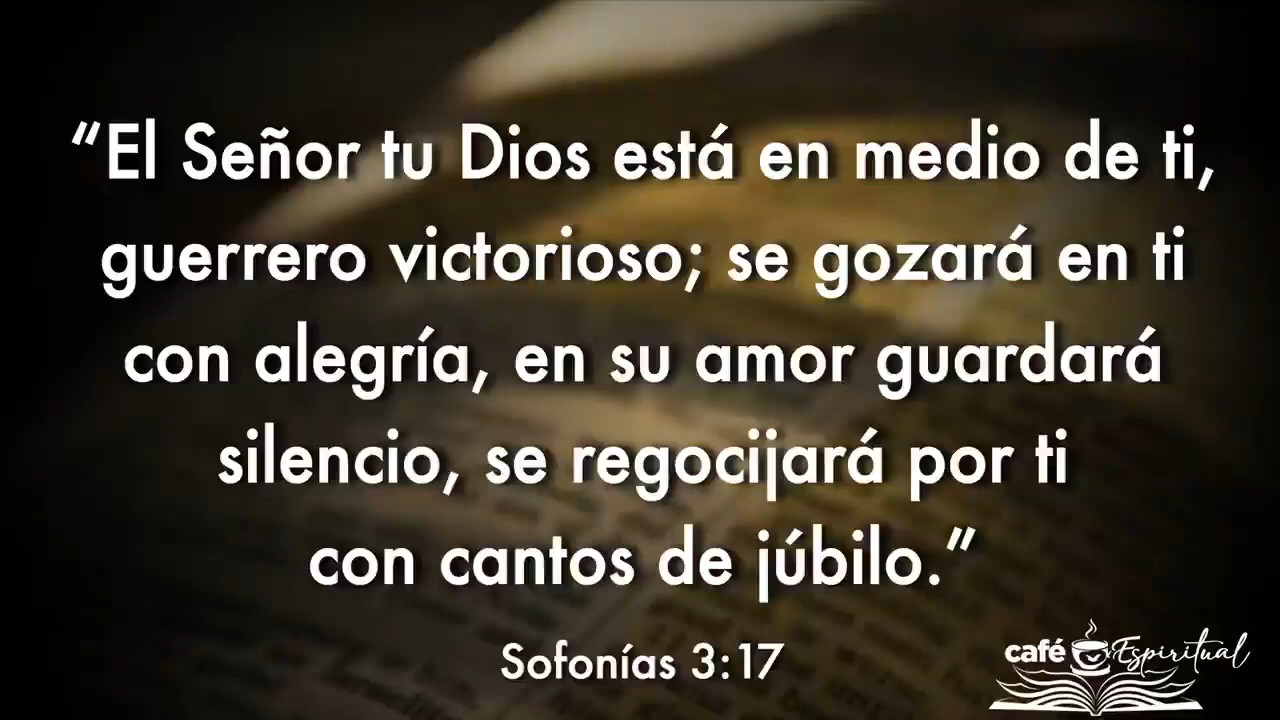 “El Señor tu Dios está en medio de ti,
guerrero victorioso; se gozará en ti
con alegría, en su amor guardará
silencio, se regocijará por ti
con cantos de júbilo.”
Sofonías 3:17
café Espiritual